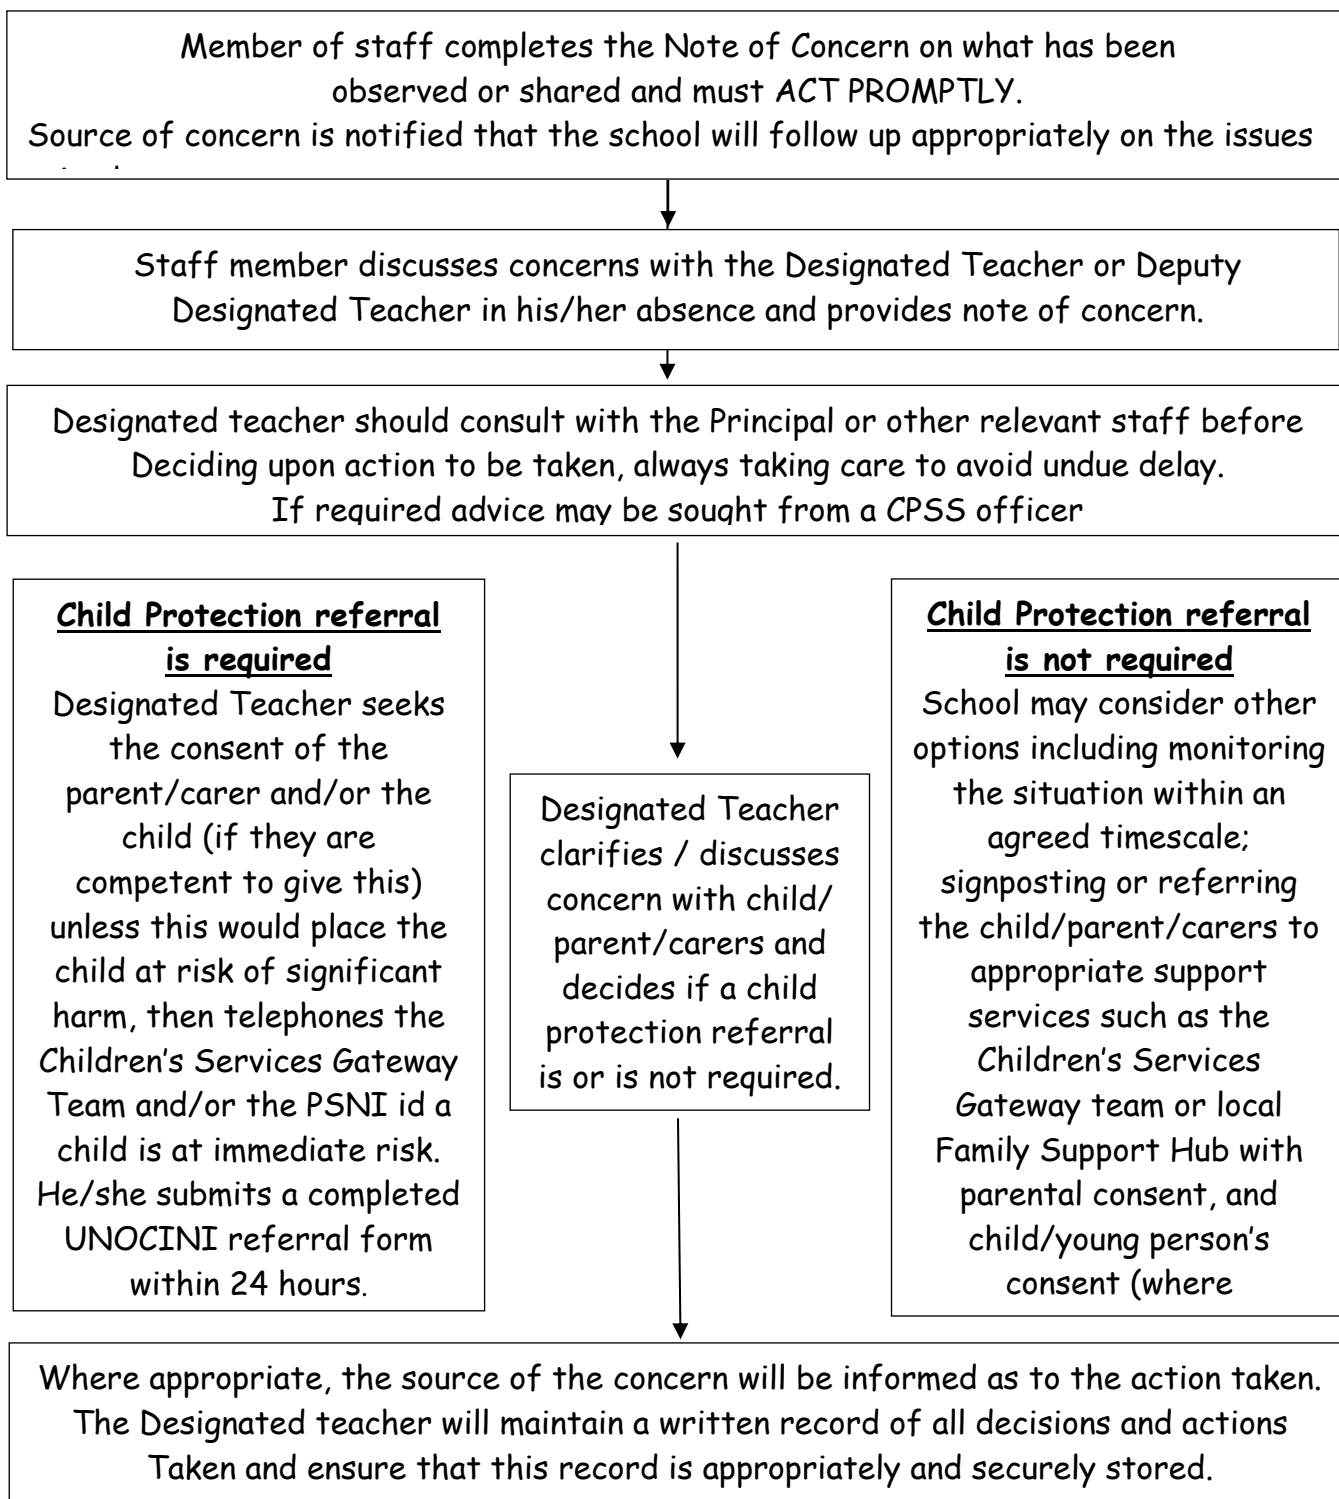 Member of staff completes the Note of Concern on what has been
observed or shared and must ACT PROMPTLY.
Source of concern is notified that the school will follow up appropriately on the issues
Staff member discusses concerns with the Designated Teacher or Deputy
Designated Teacher in his/her absence and provides note of concern.
Designated teacher should consult with the Principal or other relevant staff before
Deciding upon action to be taken, always taking care to avoid undue delay.
If required advice may be sought from a CPSS officer
Child Protection referral
is required
Designated Teacher seeks
the consent of the
parent/carer and/or the
child (if they are
competent to give this)
unless this would place the
child at risk of significant
harm, then telephones the
Children's Services Gateway
Team and/or the PSNI id a
child is at immediate risk.
He/she submits a completed
UNOCINI referral form
within 24 hours.
Designated Teacher
clarifies / discusses
concern with child/
parent/carers and
decides if a child
protection referral
is or is not required.
Child Protection referral
is not required
School may consider other
options including monitoring
the situation within an
agreed timescale;
signposting or referring
the child/parent/carers to
appropriate support
services such as the
Children's Services
Gateway team or local
Family Support Hub with
parental consent, and
child/young person's
consent (where
Where appropriate, the source of the concern will be informed as to the action taken.
The Designated teacher will maintain a written record of all decisions and actions
Taken and ensure that this record is appropriately and securely stored.